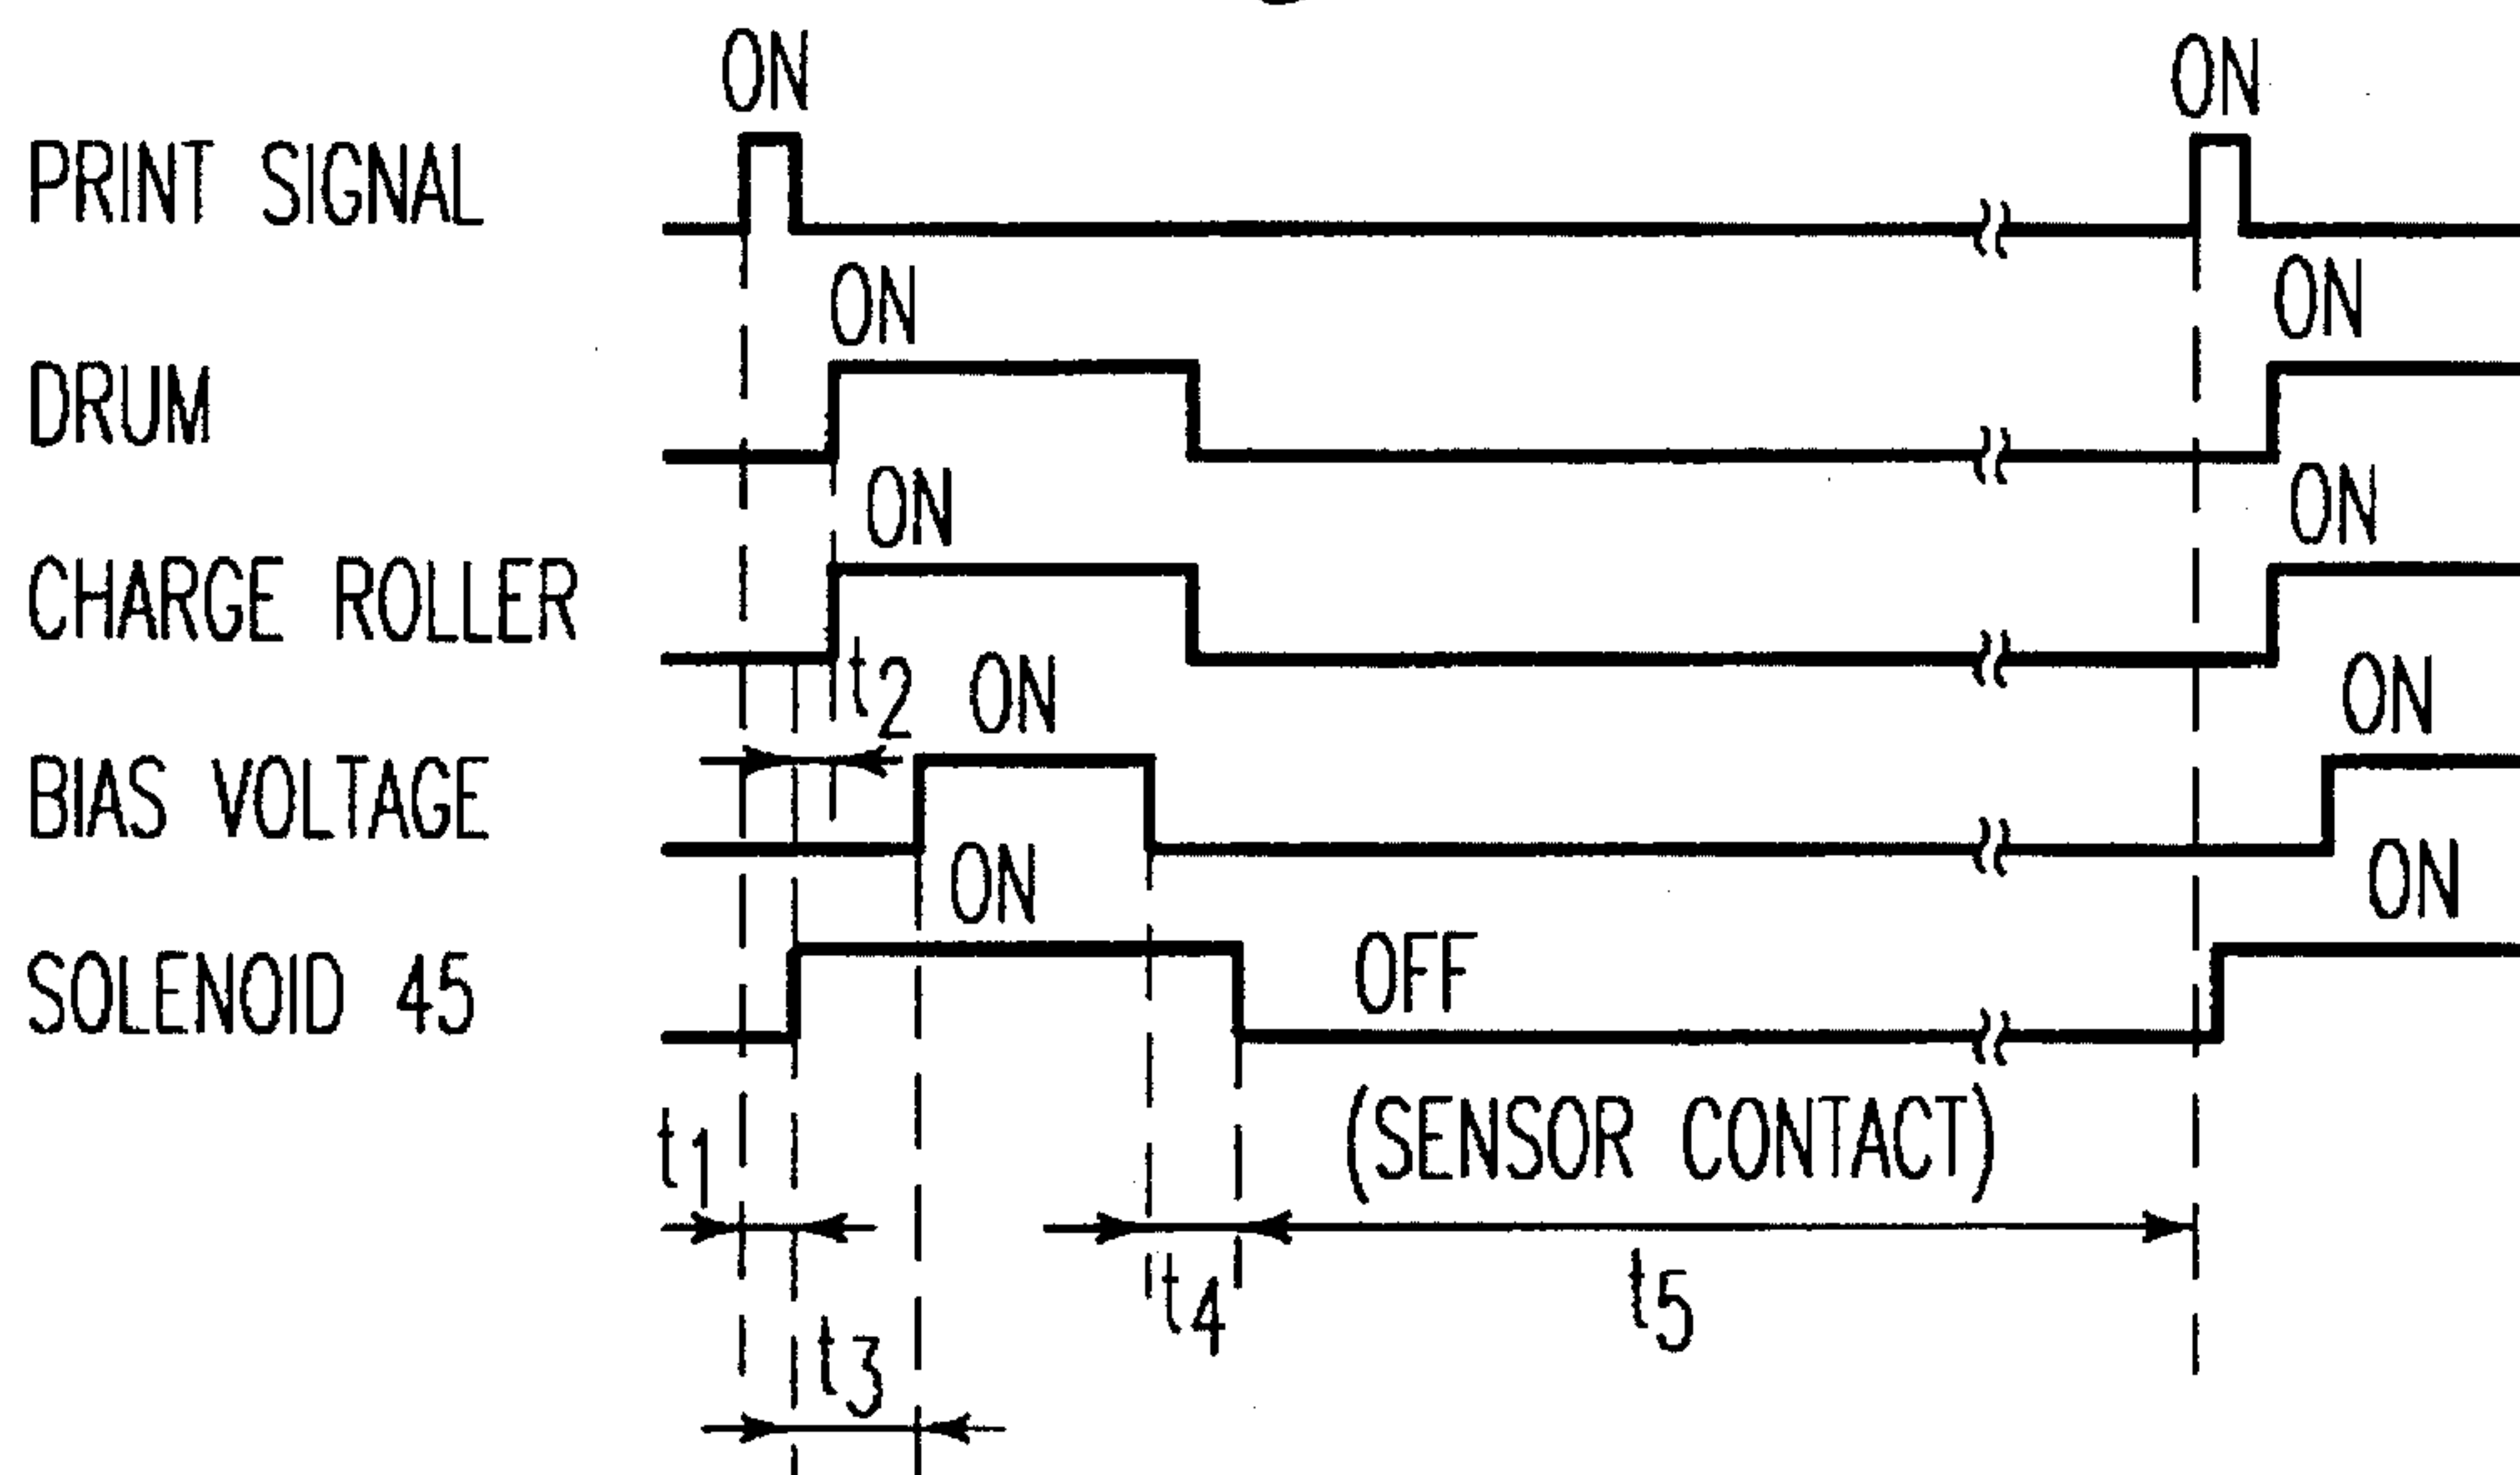 ON ON
PRINT SIGNAL
ON ON
DRUM
ON ON
CHARGE ROLLER
t2 ON ON
BIAS VOLTAGE
ON ON
SOLENOID 45 OFF
t1 (SENSOR CONTACT)
t4 t5
t3